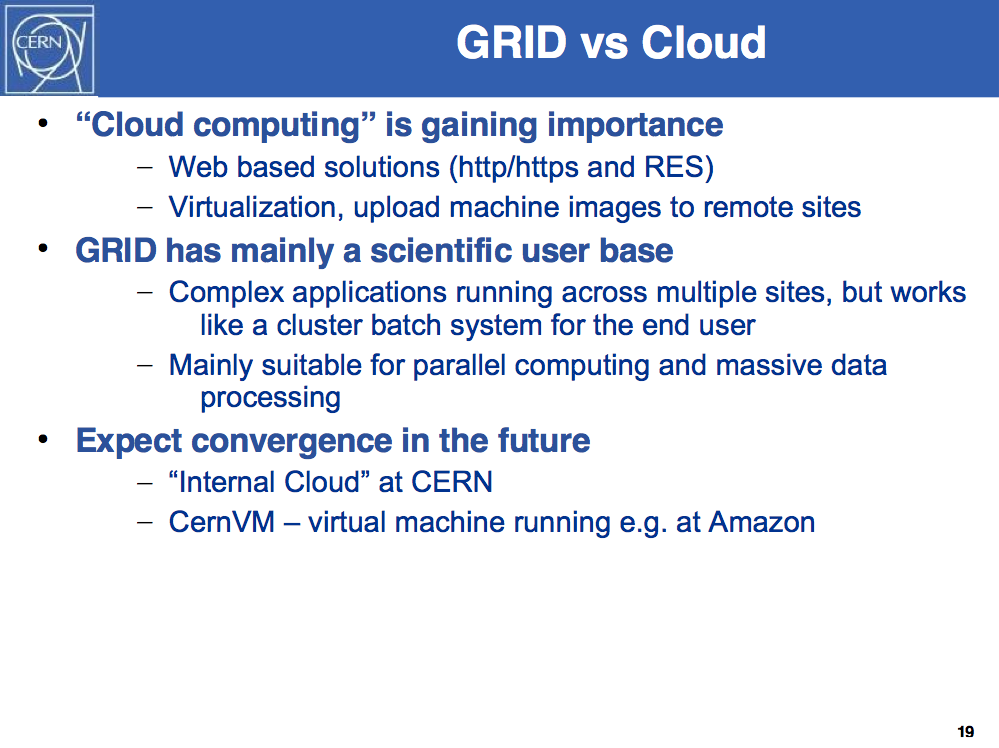 CERN
GRID vs Cloud
• “Cloud computing” is gaining importance
– Web based solutions (http/https and RES)
– Virtualization, upload machine images to remote sites
• GRID has mainly a scientific user base
– Complex applications running across multiple sites, but works
like a cluster batch system for the end user
– Mainly suitable for parallel computing and massive data
processing
• Expect convergence in the future
– “Internal Cloud” at CERN
– CernVM – virtual machine running e.g. at Amazon
19